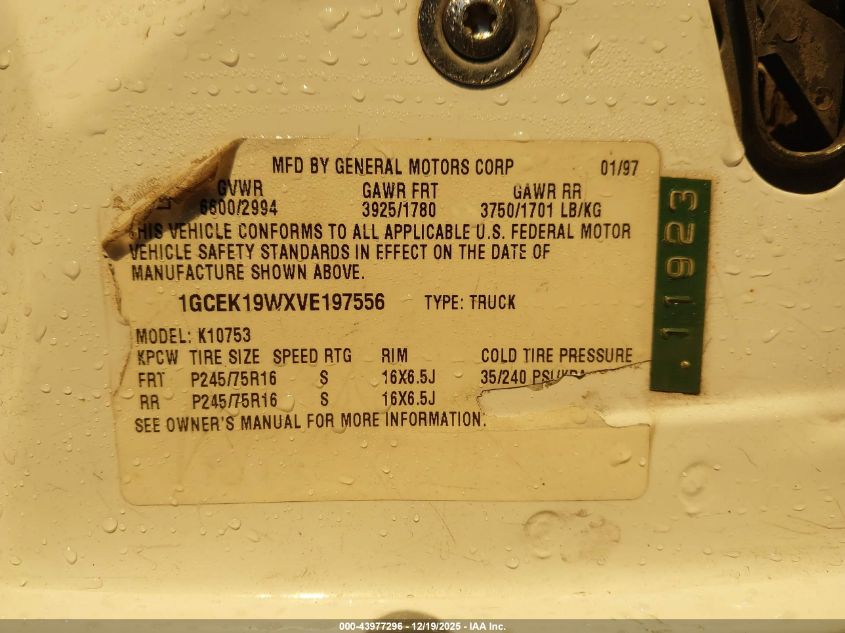 MFD BY GENERAL MOTORS CORP 01/97
GVWR GAWR FRT GAWR RR
6600/2994 3925/1780 3750/1701 LB/KG
THIS VEHICLE CONFORMS TO ALL APPLICABLE U.S. FEDERAL MOTOR
VEHICLE SAFETY STANDARDS IN EFFECT ON THE DATE OF
MANUFACTURE SHOWN ABOVE.
1GCEK19WXVE197556 TYPE: TRUCK
MODEL: K10753
KPCW TIRE SIZE SPEED RTG RIM COLD TIRE PRESSURE
FRT P245/75R16 S 16X6.5J 35/240 PSI/KPA
RR P245/75R16 S 16X6.5J
SEE OWNER'S MANUAL FOR MORE INFORMATION.
.11923
000-43977296 - 12/19/2025 - IAA Inc.